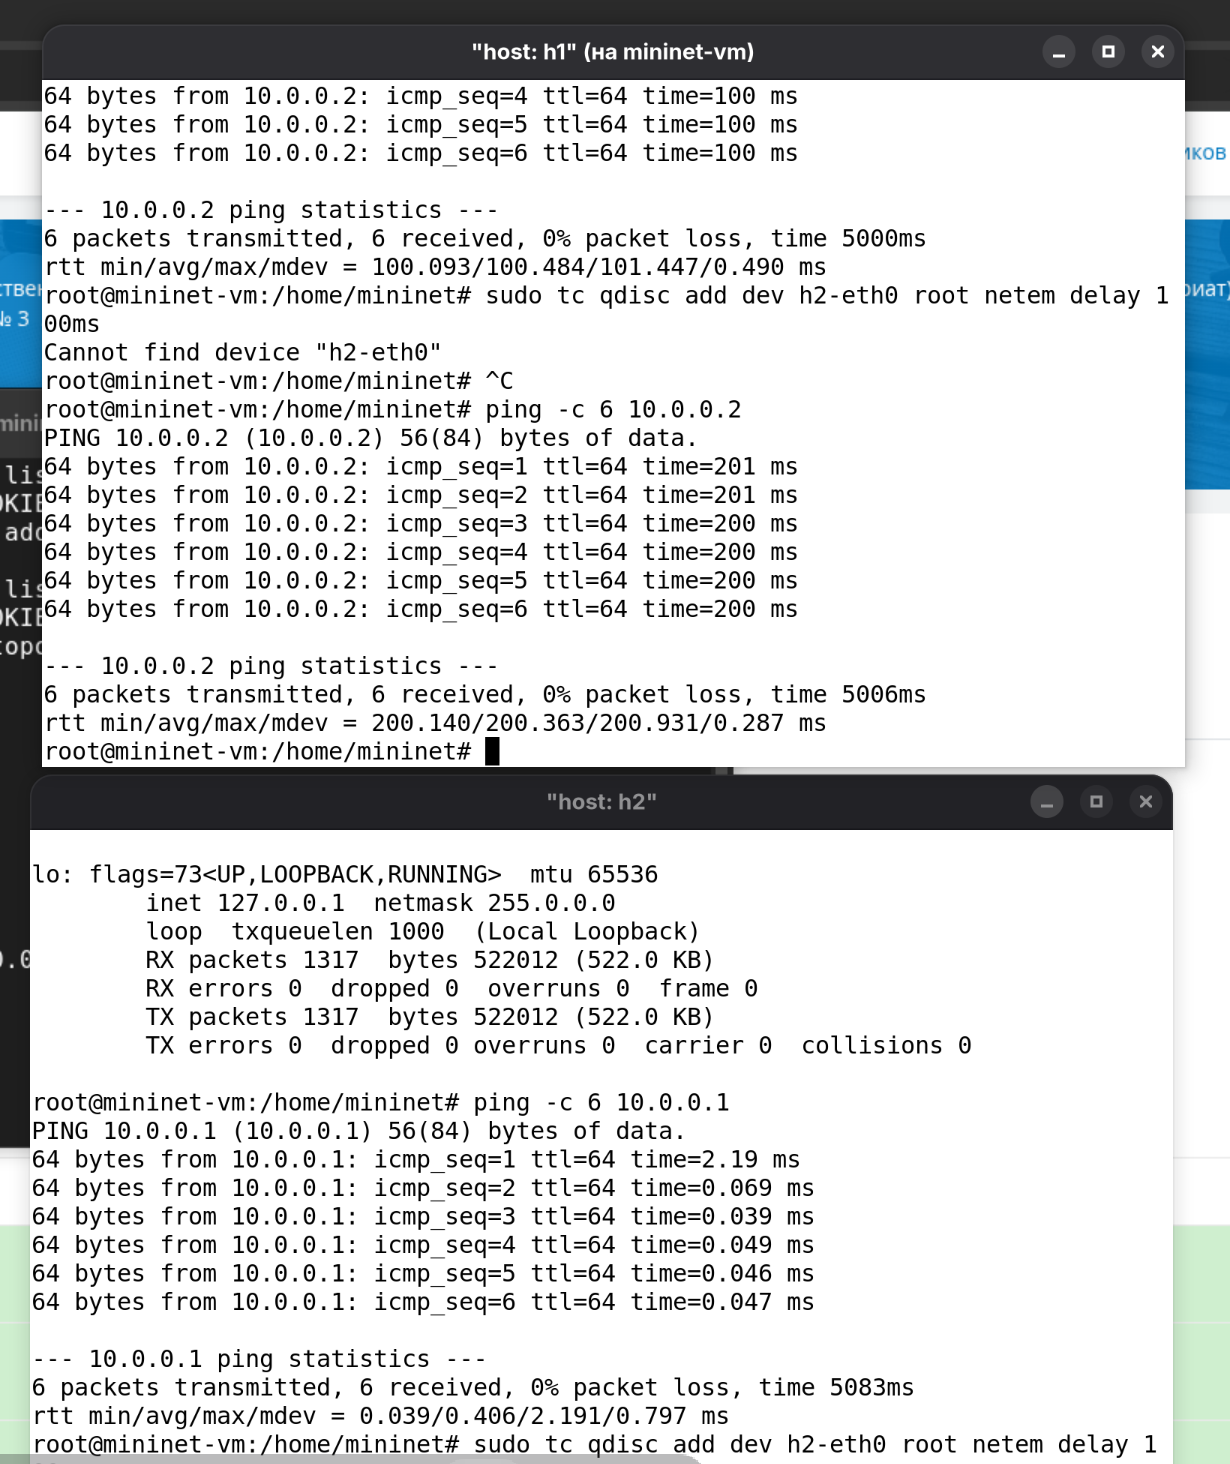 "host: h1" (на mininet-vm)
64 bytes from 10.0.0.2: icmp_seq=4 ttl=64 time=100 ms
64 bytes from 10.0.0.2: icmp_seq=5 ttl=64 time=100 ms
64 bytes from 10.0.0.2: icmp_seq=6 ttl=64 time=100 ms
--- 10.0.0.2 ping statistics ---
6 packets transmitted, 6 received, 0% packet loss, time 5000ms
rtt min/avg/max/mdev = 100.093/100.484/101.447/0.490 ms
root@mininet-vm:/home/mininet# sudo tc qdisc add dev h2-eth0 root netem delay 1
00ms
Cannot find device "h2-eth0"
root@mininet-vm:/home/mininet# ^C
root@mininet-vm:/home/mininet# ping -c 6 10.0.0.2
PING 10.0.0.2 (10.0.0.2) 56(84) bytes of data.
64 bytes from 10.0.0.2: icmp_seq=1 ttl=64 time=201 ms
64 bytes from 10.0.0.2: icmp_seq=2 ttl=64 time=201 ms
64 bytes from 10.0.0.2: icmp_seq=3 ttl=64 time=200 ms
64 bytes from 10.0.0.2: icmp_seq=4 ttl=64 time=200 ms
64 bytes from 10.0.0.2: icmp_seq=5 ttl=64 time=200 ms
64 bytes from 10.0.0.2: icmp_seq=6 ttl=64 time=200 ms
--- 10.0.0.2 ping statistics ---
6 packets transmitted, 6 received, 0% packet loss, time 5006ms
rtt min/avg/max/mdev = 200.140/200.363/200.931/0.287 ms
root@mininet-vm:/home/mininet#
№ 3
"host: h2"
lo: flags=73<UP,LOOPBACK,RUNNING>  mtu 65536
inet 127.0.0.1  netmask 255.0.0.0
loop  txqueuelen 1000  (Local Loopback)
RX packets 1317  bytes 522012 (522.0 KB)
RX errors 0  dropped 0  overruns 0  frame 0
TX packets 1317  bytes 522012 (522.0 KB)
TX errors 0  dropped 0 overruns 0  carrier 0  collisions 0
root@mininet-vm:/home/mininet# ping -c 6 10.0.0.1
PING 10.0.0.1 (10.0.0.1) 56(84) bytes of data.
64 bytes from 10.0.0.1: icmp_seq=1 ttl=64 time=2.19 ms
64 bytes from 10.0.0.1: icmp_seq=2 ttl=64 time=0.069 ms
64 bytes from 10.0.0.1: icmp_seq=3 ttl=64 time=0.039 ms
64 bytes from 10.0.0.1: icmp_seq=4 ttl=64 time=0.049 ms
64 bytes from 10.0.0.1: icmp_seq=5 ttl=64 time=0.046 ms
64 bytes from 10.0.0.1: icmp_seq=6 ttl=64 time=0.047 ms
--- 10.0.0.1 ping statistics ---
6 packets transmitted, 6 received, 0% packet loss, time 5083ms
rtt min/avg/max/mdev = 0.039/0.406/2.191/0.797 ms
root@mininet-vm:/home/mininet# sudo tc qdisc add dev h2-eth0 root netem delay 1